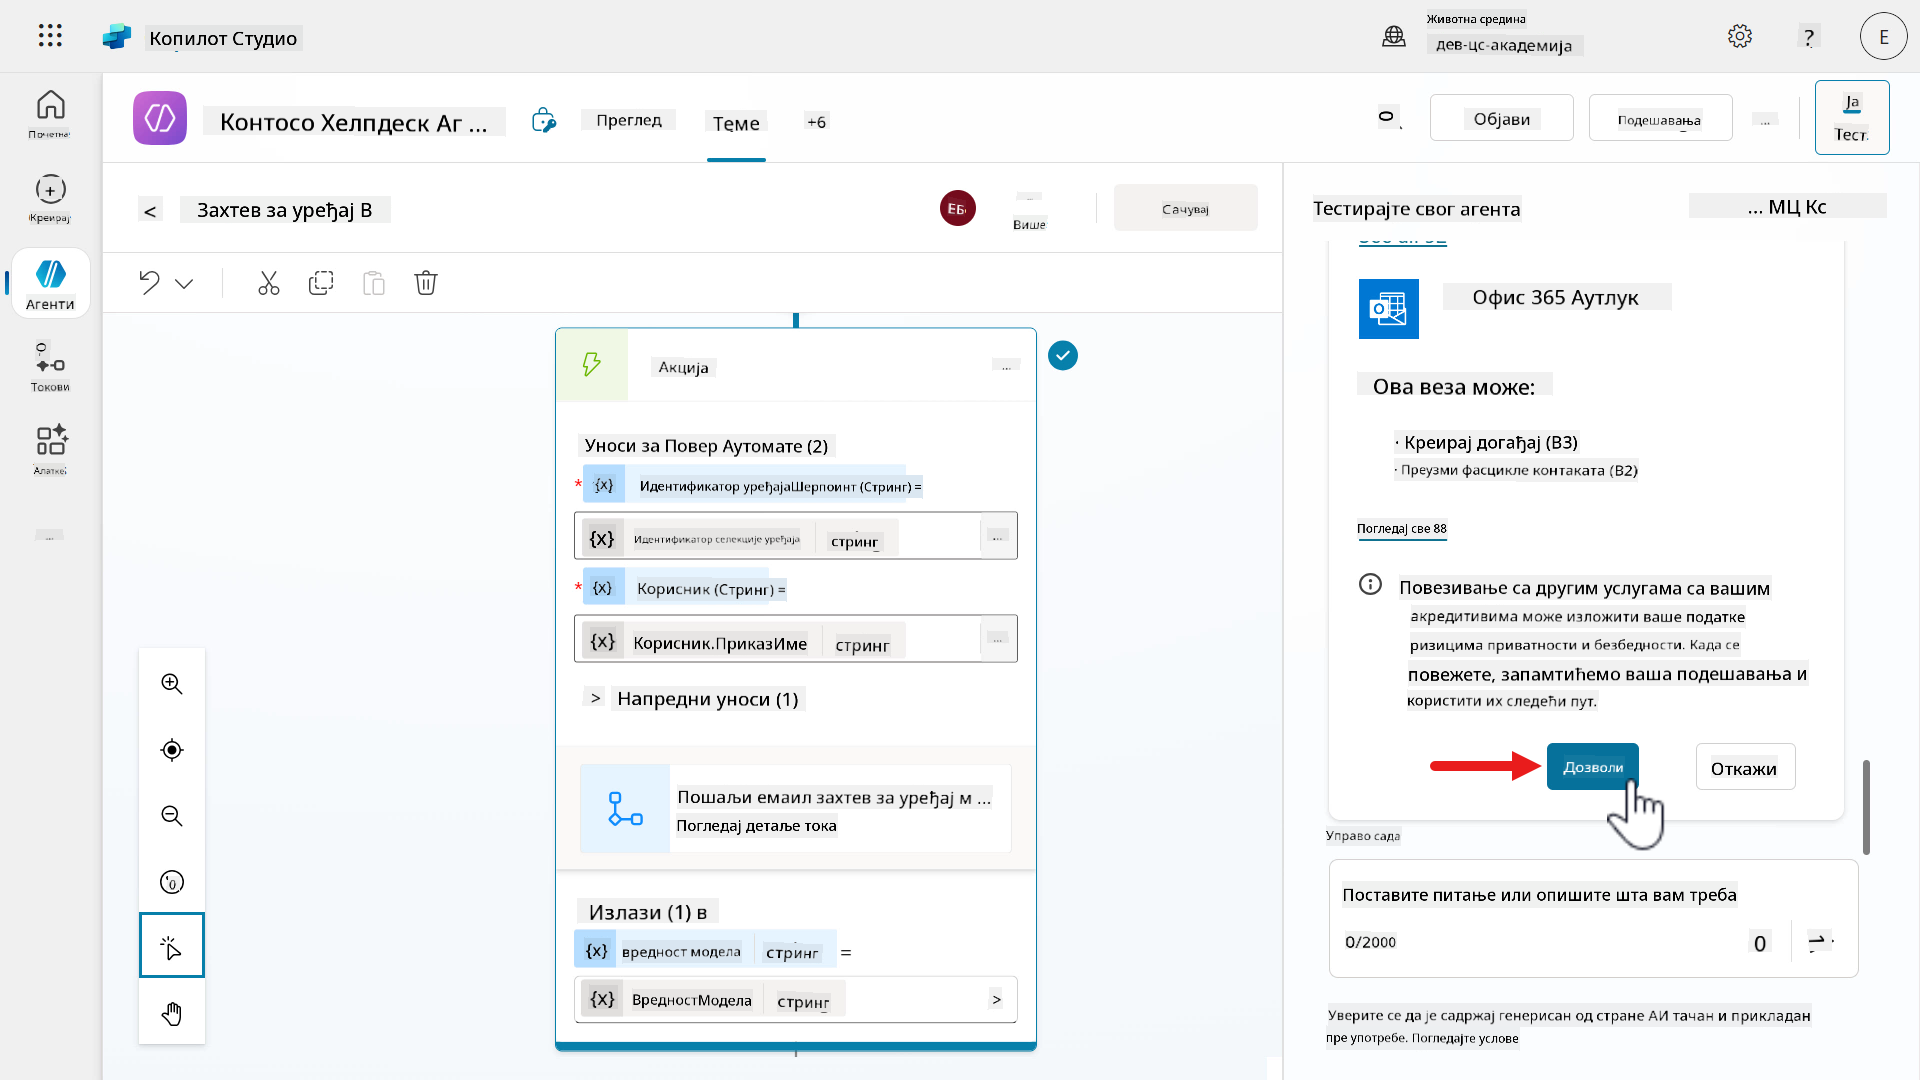 Копилот Студио
Животна средина
дев-цс-академија
?
Е
Почетна
Креирај
Агенти
Токови
Алатке
Контосо Хелпдеск Аг ...
Преглед
Теме
+6
Објави
Подешавања
...
Ја
Тест
<
Захтев за уређај В
ЕБ
Више
Сачувај
Акција
...
Уноси за Повер Аутомате (2)
* {x} Идентификатор уређајаШерпоинт (Стринг) =
{x} Идентификатор селекције уређаја стринг ...
* {x} Корисник (Стринг) =
{x} Корисник.ПриказИме стринг ...
> Напредни уноси (1)
Пошаљи емаил захтев за уређај м ...
Погледај детаље тока
Излази (1) в
{x} вредност модела стринг =
{x} ВредностМодела стринг >
Тестирајте свог агента
... МЦ Кс
Офис 365 Аутлук
Ова веза може:
· Креирај догађај (В3)
· Преузми фасцикле контаката (В2)
Погледај све 88
Повезивање са другим услугама са вашим
акредитивима може изложити ваше податке
ризицима приватности и безбедности. Када се
повежете, запамтићемо ваша подешавања и
користити их следећи пут.
Дозволи
Откажи
Управо сада
Поставите питање или опишите шта вам треба
0/2000
0
Уверите се да је садржај генерисан од стране АИ тачан и прикладан
пре употребе. Погледајте услове